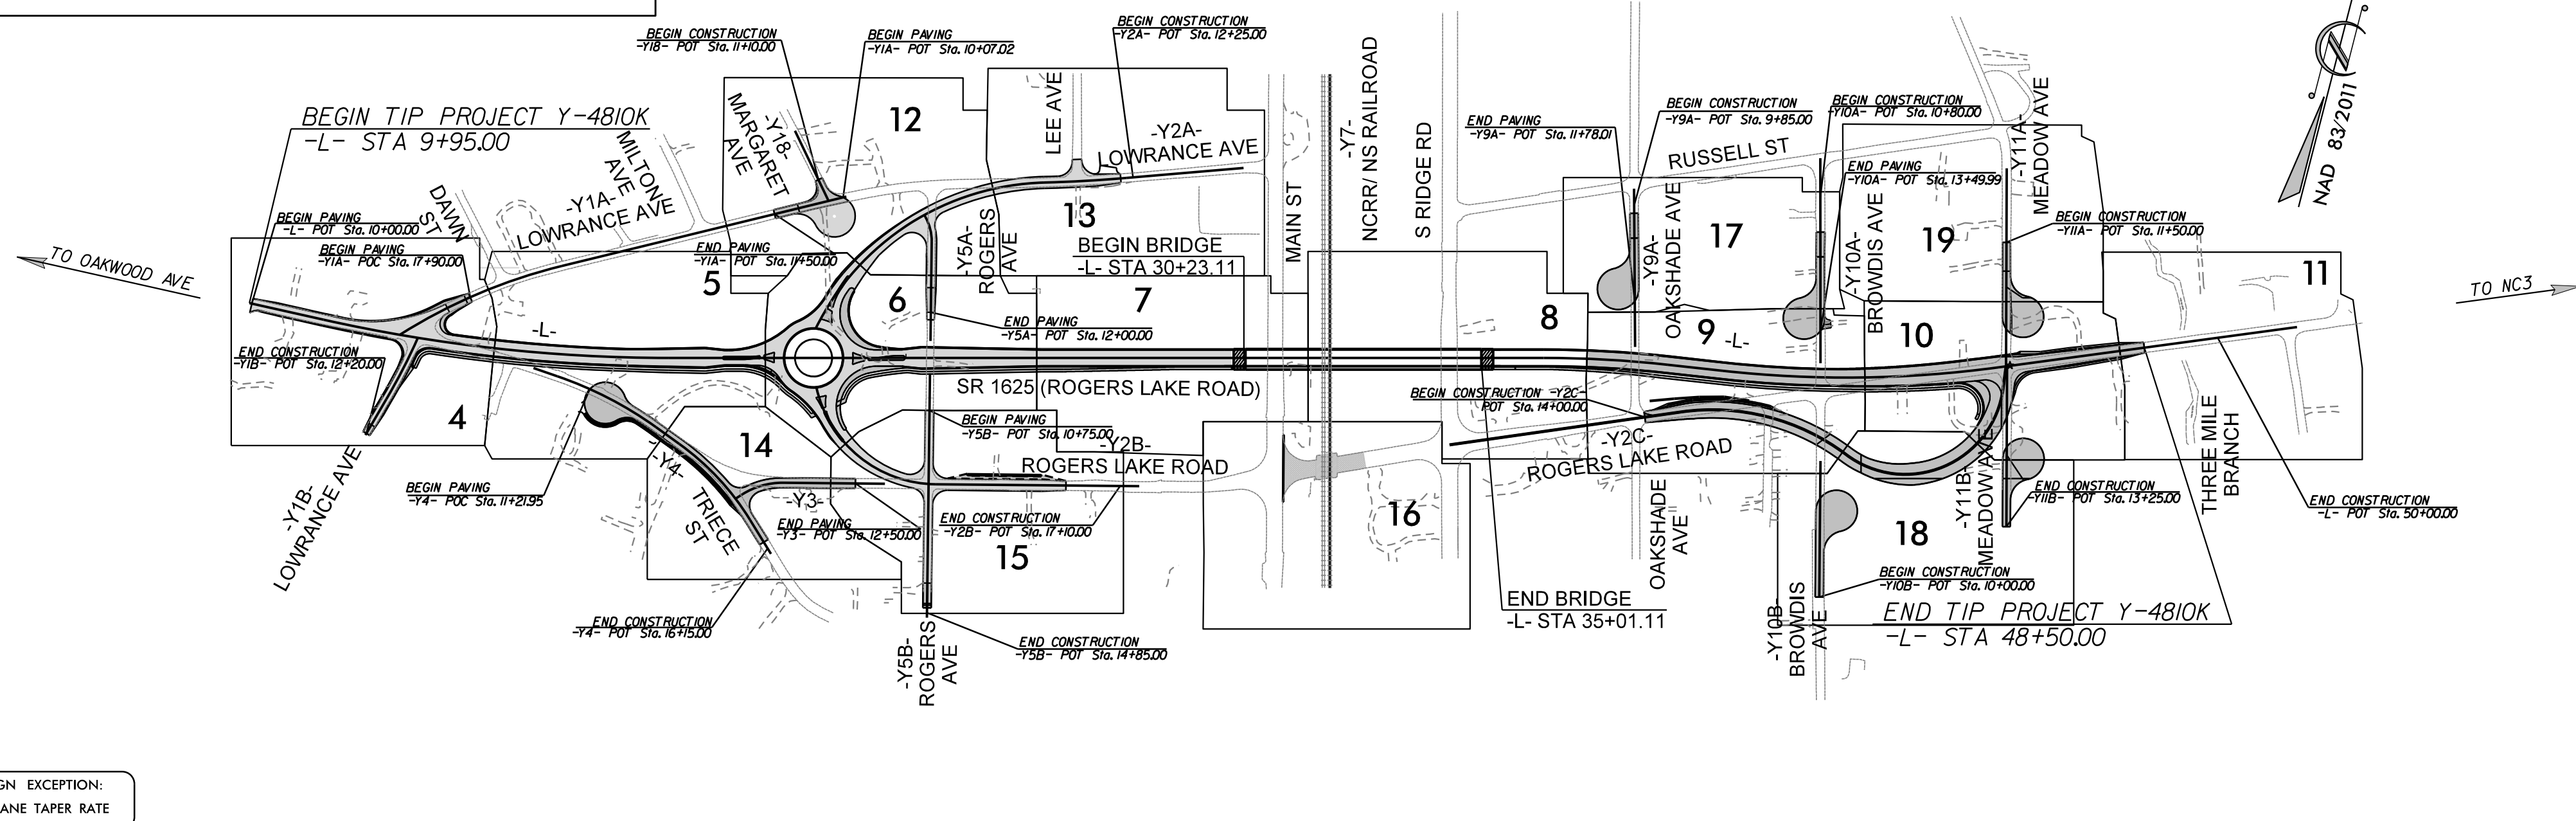 BEGIN CONSTRUCTION
-Y18- POT Sta. 11+10.00
BEGIN PAVING
-Y1A- POT Sta. 10+07.02
BEGIN CONSTRUCTION
-Y2A- POT Sta. 12+25.00
BEGIN TIP PROJECT Y-4810K
-L- STA 9+95.00
MILTON
AVE
MARGARET
AVE
-Y18-
12
LEE AVE
-Y2A-
LOWRANCE AVE
MAIN ST
-Y7-
NCRR/ NS RAILROAD
S RIDGE RD
END PAVING
-Y9A- POT Sta. 11+78.01
BEGIN CONSTRUCTION
-Y9A- POT Sta. 9+85.00
BEGIN CONSTRUCTION
-Y10A- POT Sta. 10+80.00
RUSSELL ST
END PAVING
-Y10A- POT Sta. 13+49.99
-Y11A-
MEADOW AVE
NAD 83/2011
TO OAKWOOD AVE
DAWN
ST
-Y1A-
LOWRANCE AVE
BEGIN PAVING
-L- POT Sta. 10+00.00
BEGIN PAVING
-Y1A- POC Sta. 17+90.00
END PAVING
-Y1A- POT Sta. 11+50.00
5
6
-Y5A-
ROGERS
AVE
13
BEGIN BRIDGE
-L- STA 30+23.11
7
8
-Y9A-
OAKSHADE AVE
17
-Y10A-
BROWDIS AVE
19
BEGIN CONSTRUCTION
-Y11A- POT Sta. 11+50.00
11
TO NC3
-L-
END PAVING
-Y5A- POT Sta. 12+00.00
9
-L-
10
END CONSTRUCTION
-Y1B- POT Sta. 12+20.00
SR 1625 (ROGERS LAKE ROAD)
BEGIN CONSTRUCTION -Y2C-
POT Sta. 14+00.00
4
14
BEGIN PAVING
-Y5B- POT Sta. 10+75.00
-Y2B-
ROGERS LAKE ROAD
-Y2C-
ROGERS LAKE ROAD
THREE MILE
BRANCH
-Y1B-
LOWRANCE AVE
BEGIN PAVING
-Y4- POC Sta. 11+21.95
-Y4-
TRIECE
ST
-Y3-
END PAVING
-Y3- POT Sta. 12+50.00
END CONSTRUCTION
-Y2B- POT Sta. 17+10.00
15
16
OAKSHADE
AVE
18
-Y11B-
MEADOW AVE
END CONSTRUCTION
-Y11B- POT Sta. 13+25.00
END CONSTRUCTION
-L- POT Sta. 50+00.00
BEGIN CONSTRUCTION
-Y10B- POT Sta. 10+00.00
END BRIDGE
-L- STA 35+01.11
-Y10B-
BROWDIS
AVE
END TIP PROJECT Y-4810K
-L- STA 48+50.00
END CONSTRUCTION
-Y4- POT Sta. 16+15.00
-Y5B-
ROGERS
AVE
END CONSTRUCTION
-Y5B- POT Sta. 14+85.00
GN EXCEPTION:
ANE TAPER RATE